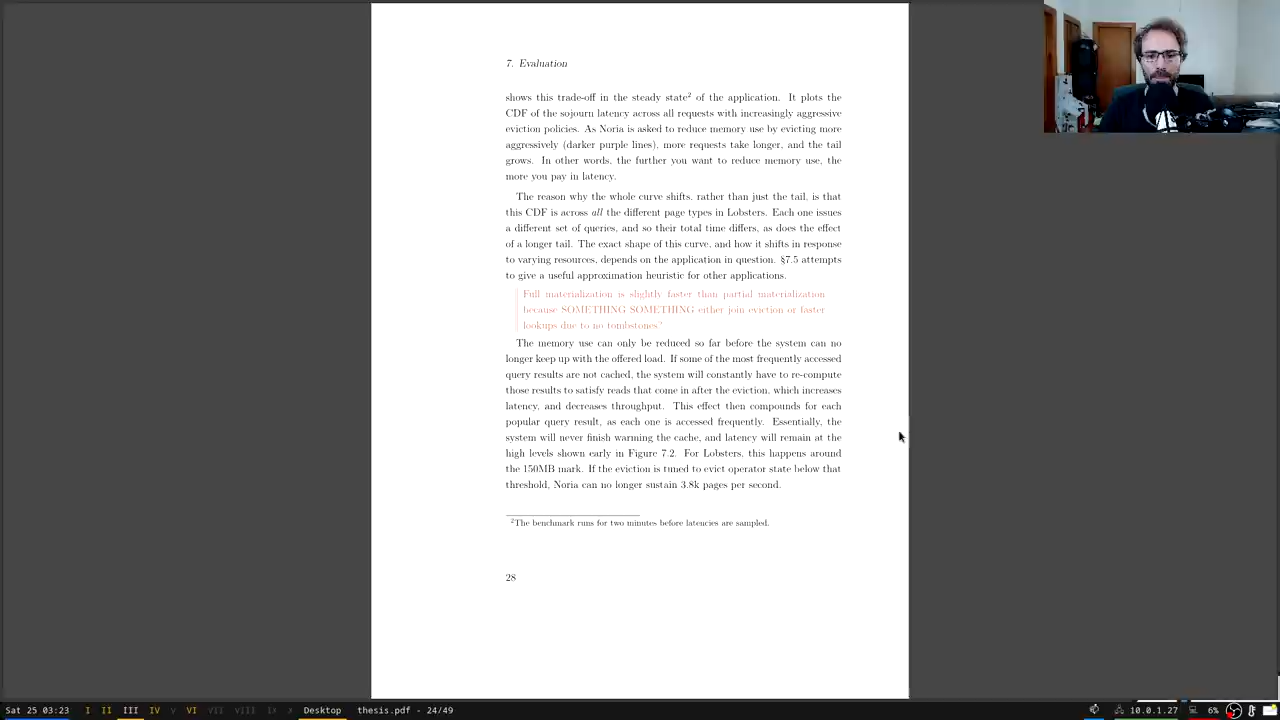 7. Evaluation
shows this trade-off in the steady state² of the application. It plots the
CDF of the sojourn latency across all requests with increasingly aggressive
eviction policies. As Noria is asked to reduce memory use by evicting more
aggressively (darker purple lines), more requests take longer, and the tail
grows. In other words, the further you want to reduce memory use, the
more you pay in latency.
The reason why the whole curve shifts, rather than just the tail, is that
this CDF is across all the different page types in Lobsters. Each one issues
a different set of queries, and so their total time differs, as does the effect
of a longer tail. The exact shape of this curve, and how it shifts in response
to varying resources, depends on the application in question. §7.5 attempts
to give a useful approximation heuristic for other applications.
Full materialization is slightly faster than partial materialization
because SOMETHING SOMETHING either join eviction or faster
lookups due to no tombstones?
The memory use can only be reduced so far before the system can no
longer keep up with the offered load. If some of the most frequently accessed
query results are not cached, the system will constantly have to re-compute
those results to satisfy reads that come in after the eviction, which increases
latency, and decreases throughput. This effect then compounds for each
popular query result, as each one is accessed frequently. Essentially, the
system will never finish warming the cache, and latency will remain at the
high levels shown early in Figure 7.2. For Lobsters, this happens around
the 150MB mark. If the eviction is tuned to evict operator state below that
threshold, Noria can no longer sustain 3.8k pages per second.
²The benchmark runs for two minutes before latencies are sampled.
28
Sat 25 03:23 I II III IV V VI VII VIII IX X Desktop thesis.pdf - 24/49 10.0.1.27 6%